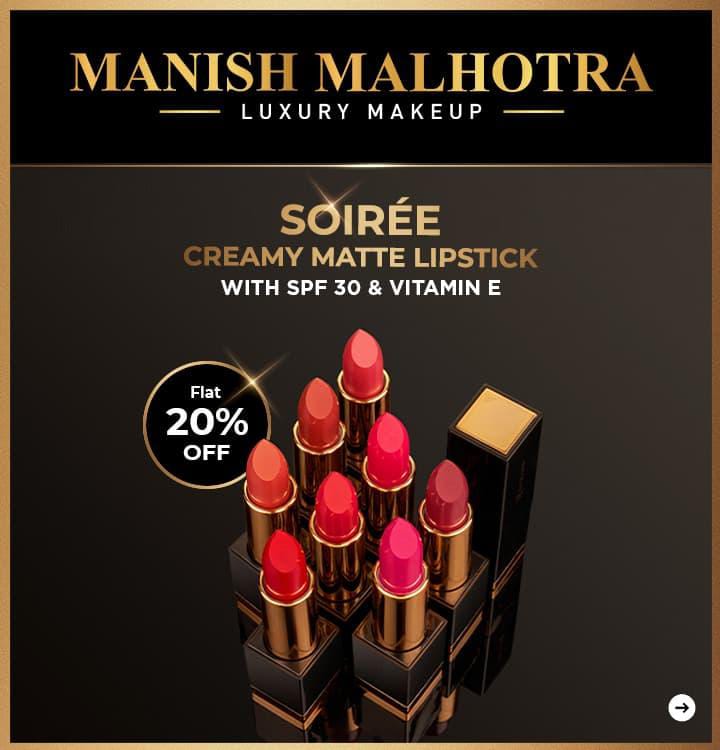 MANISH MALHOTRA
LUXURY MAKEUP
SOIRÉE
CREAMY MATTE LIPSTICK
WITH SPF 30 & VITAMIN E
Flat
20%
OFF